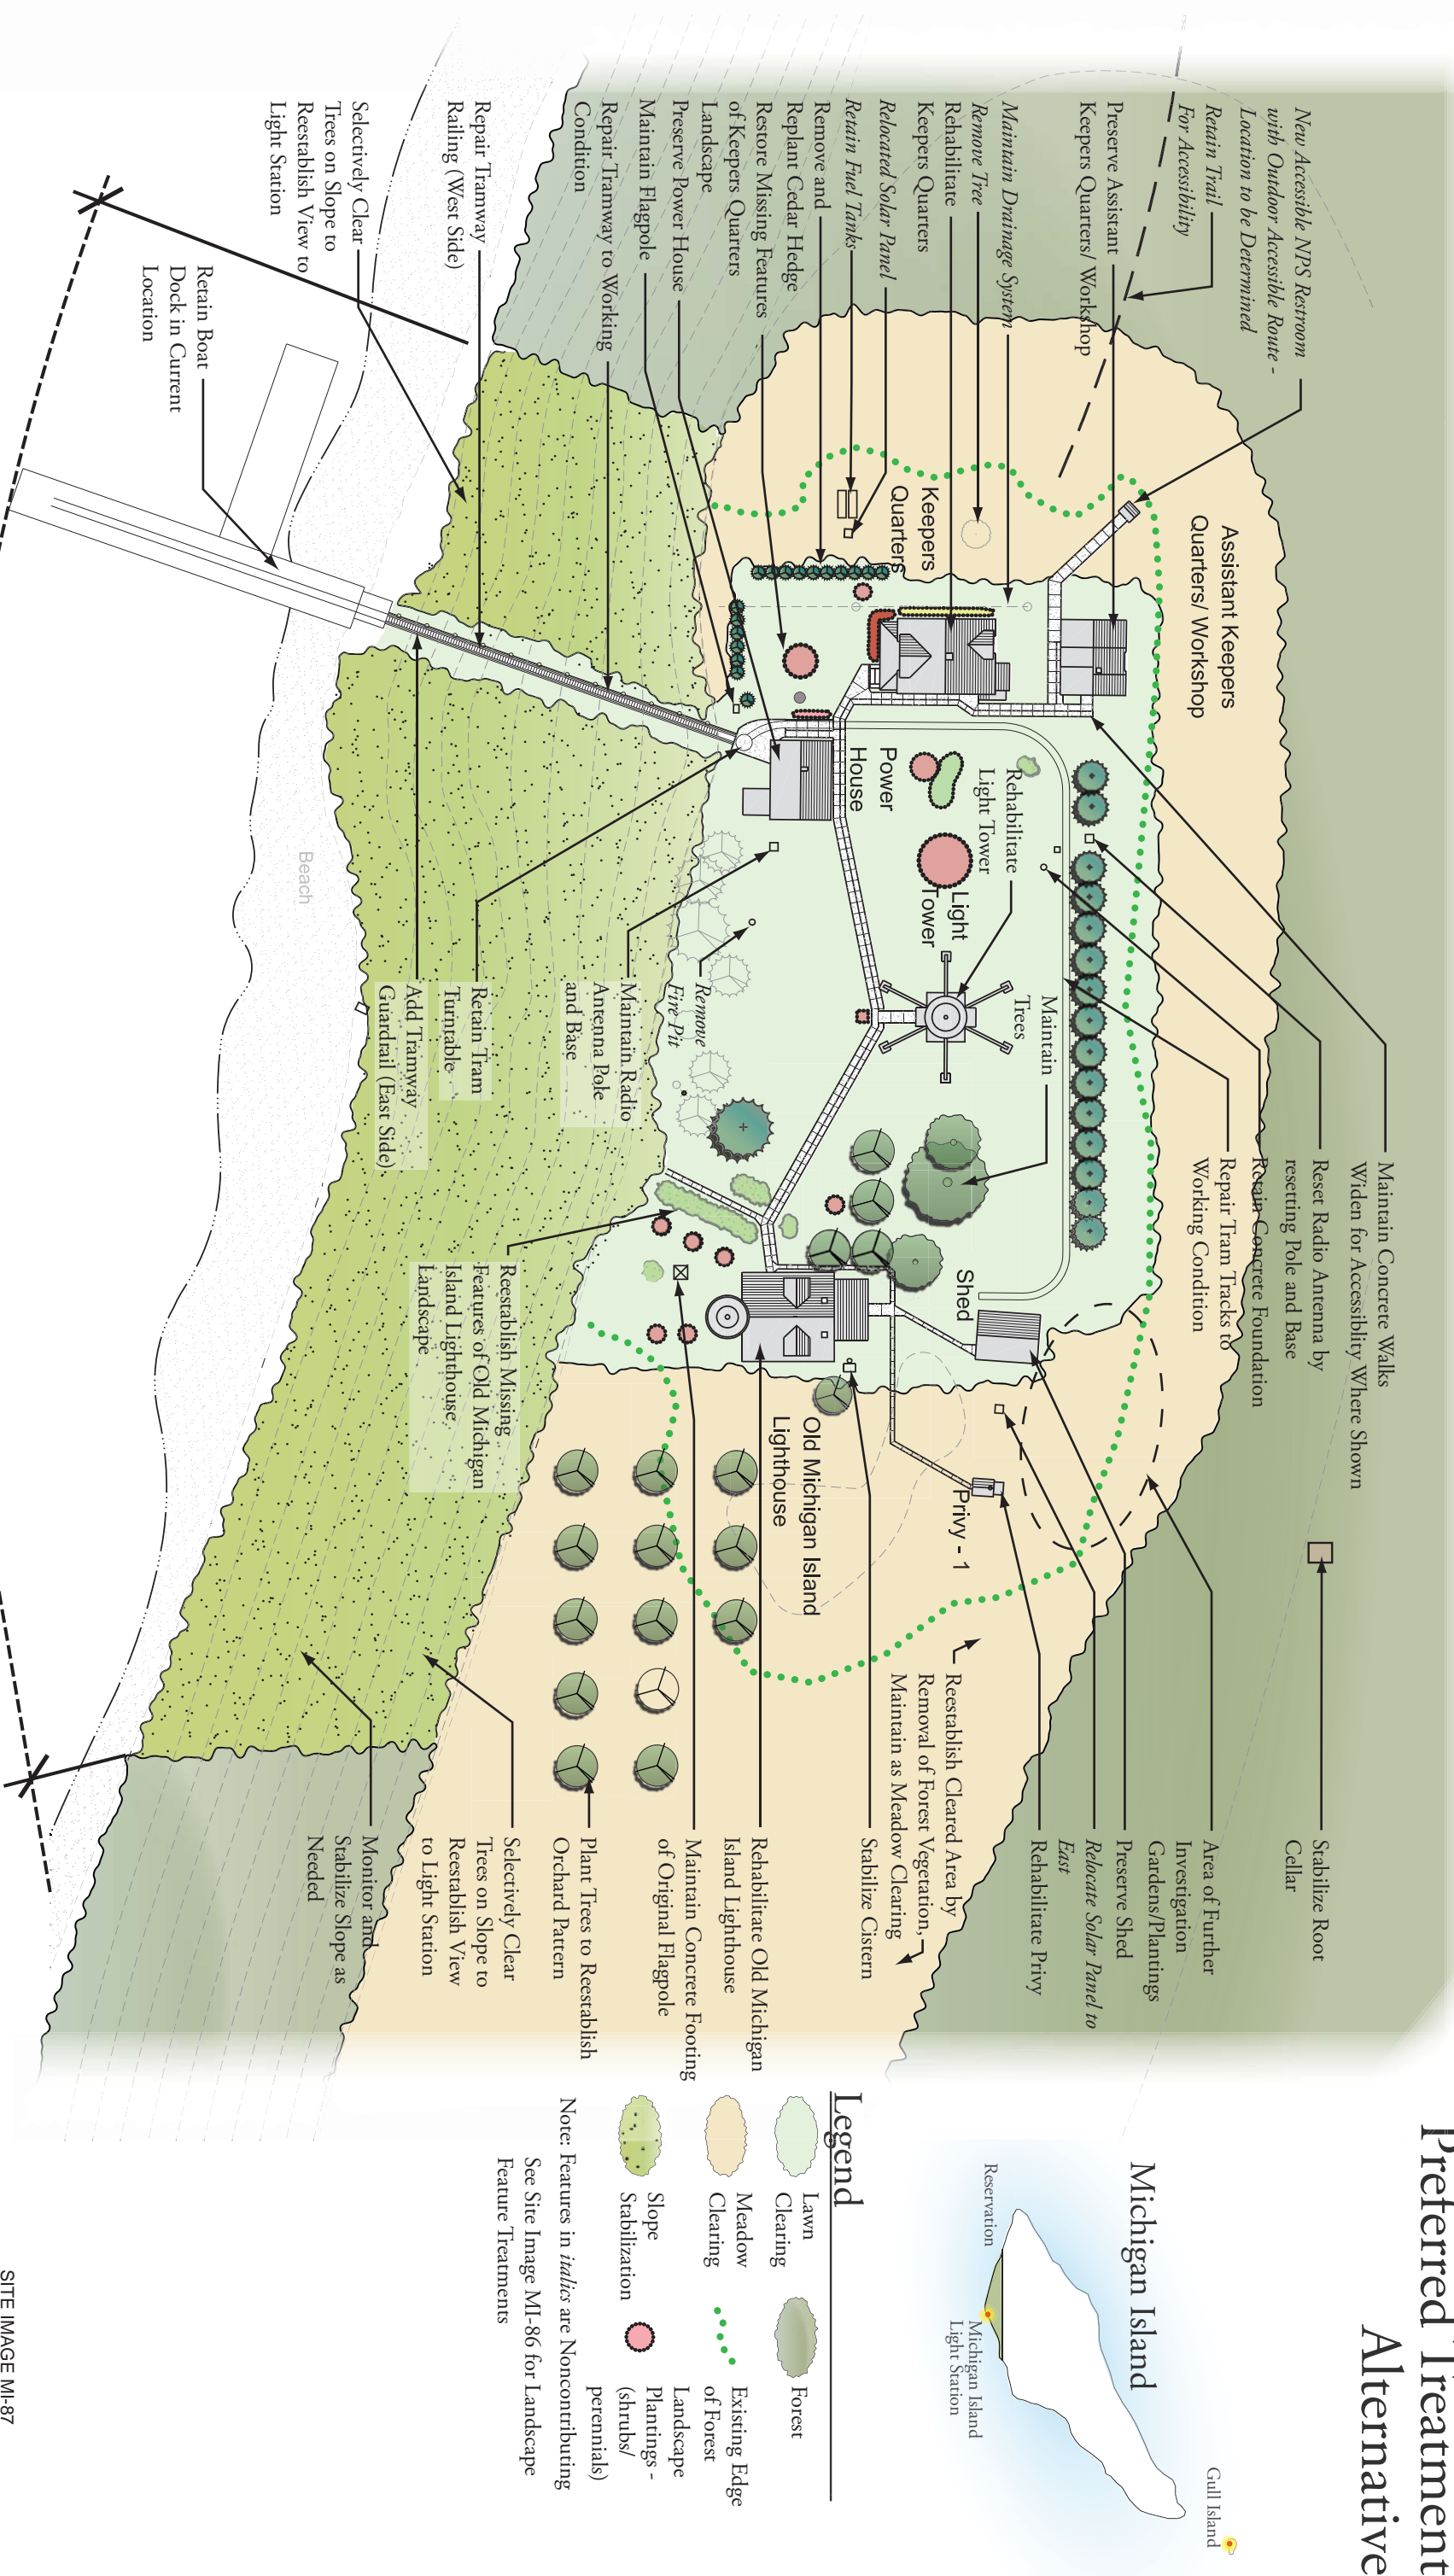 Preferred Treatment
Alternative
Michigan Island
Gull Island
Reservation
Michigan Island
Light Station
Legend
Lawn
Clearing
Forest
Meadow
Clearing
Existing Edge
of Forest
Slope
Stabilization
Landscape
Plantings -
(shrubs/
perennials)
Note: Features in italics are Noncontributing
See Site Image MI-86 for Landscape
Feature Treatments
SITE IMAGE MI-87
New Accessible NPS Restroom
with Outdoor Accessible Route -
Location to be Determined
Retain Trail
For Accessibility
Preserve Assistant
Keepers Quarters/ Workshop
Maintain Drainage System
Remove Tree
Rehabilitate
Keepers Quarters
Relocated Solar Panel
Retain Fuel Tanks
Remove and
Replant Cedar Hedge
Restore Missing Features
of Keepers Quarters
Landscape
Preserve Power House
Maintain Flagpole
Repair Tramway to Working
Condition
Repair Tramway
Railing (West Side)
Selectively Clear
Trees on Slope to
Reestablish View to
Light Station
Retain Boat
Dock in Current
Location
Assistant Keepers
Quarters/ Workshop
Keepers
Quarters
Power
House
Rehabilitate
Light Tower
Light
Tower
Maintain
Trees
Shed
Privy - 1
Old Michigan Island
Lighthouse
Beach
Remove
Fire Pit
Maintain Radio
Antenna Pole
and Base
Retain Tram
Turntable
Add Tramway
Guardrail (East Side)
Reestablish Missing
Features of Old Michigan
Island Lighthouse
Landscape
Maintain Concrete Walks
Widen for Accessiblity Where Shown
Reset Radio Antenna by
resetting Pole and Base
Retain Concrete Foundation
Repair Tram Tracks to
Working Condition
Stabilize Root
Cellar
Area of Further
Investigation
Gardens/Plantings
Preserve Shed
Relocate Solar Panel to
East
Rehabilitate Privy
Reestablish Cleared Area by
Removal of Forest Vegetation,
Maintain as Meadow Clearing
Stabilize Cistern
Rehabilitate Old Michigan
Island Lighthouse
Maintain Concrete Footing
of Original Flagpole
Plant Trees to Reestablish
Orchard Pattern
Selectively Clear
Trees on Slope to
Reestablish View
to Light Station
Monitor and
Stabilize Slope as
Needed